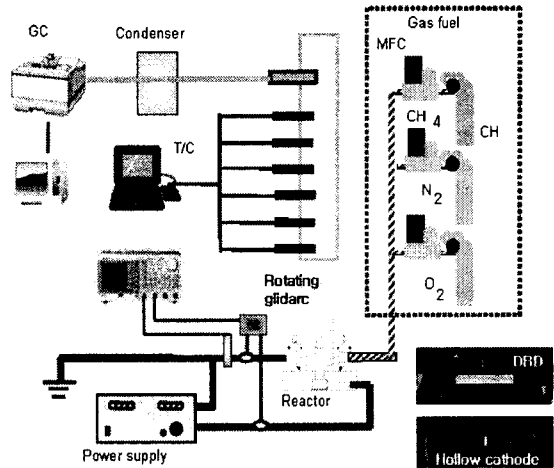 GC
Condenser
Gas fuel
MFC
CH 4
CH
T/C
N 2
O 2
Rotating
glidarc
Reactor
Power supply
DBD
Hollow cathode